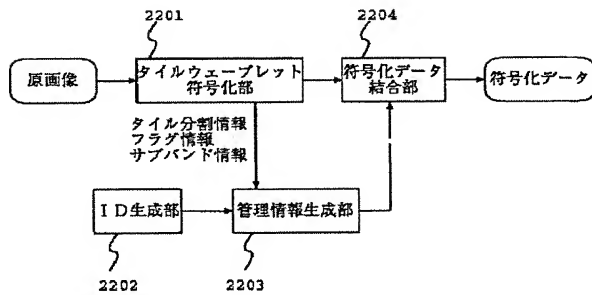 2201
2204
原画像
タイルウェーブレット
符号化部
符号化データ
結合部
符号化データ
タイル分割情報
フラグ情報
サブバンド情報
ID生成部
管理情報生成部
2202
2203